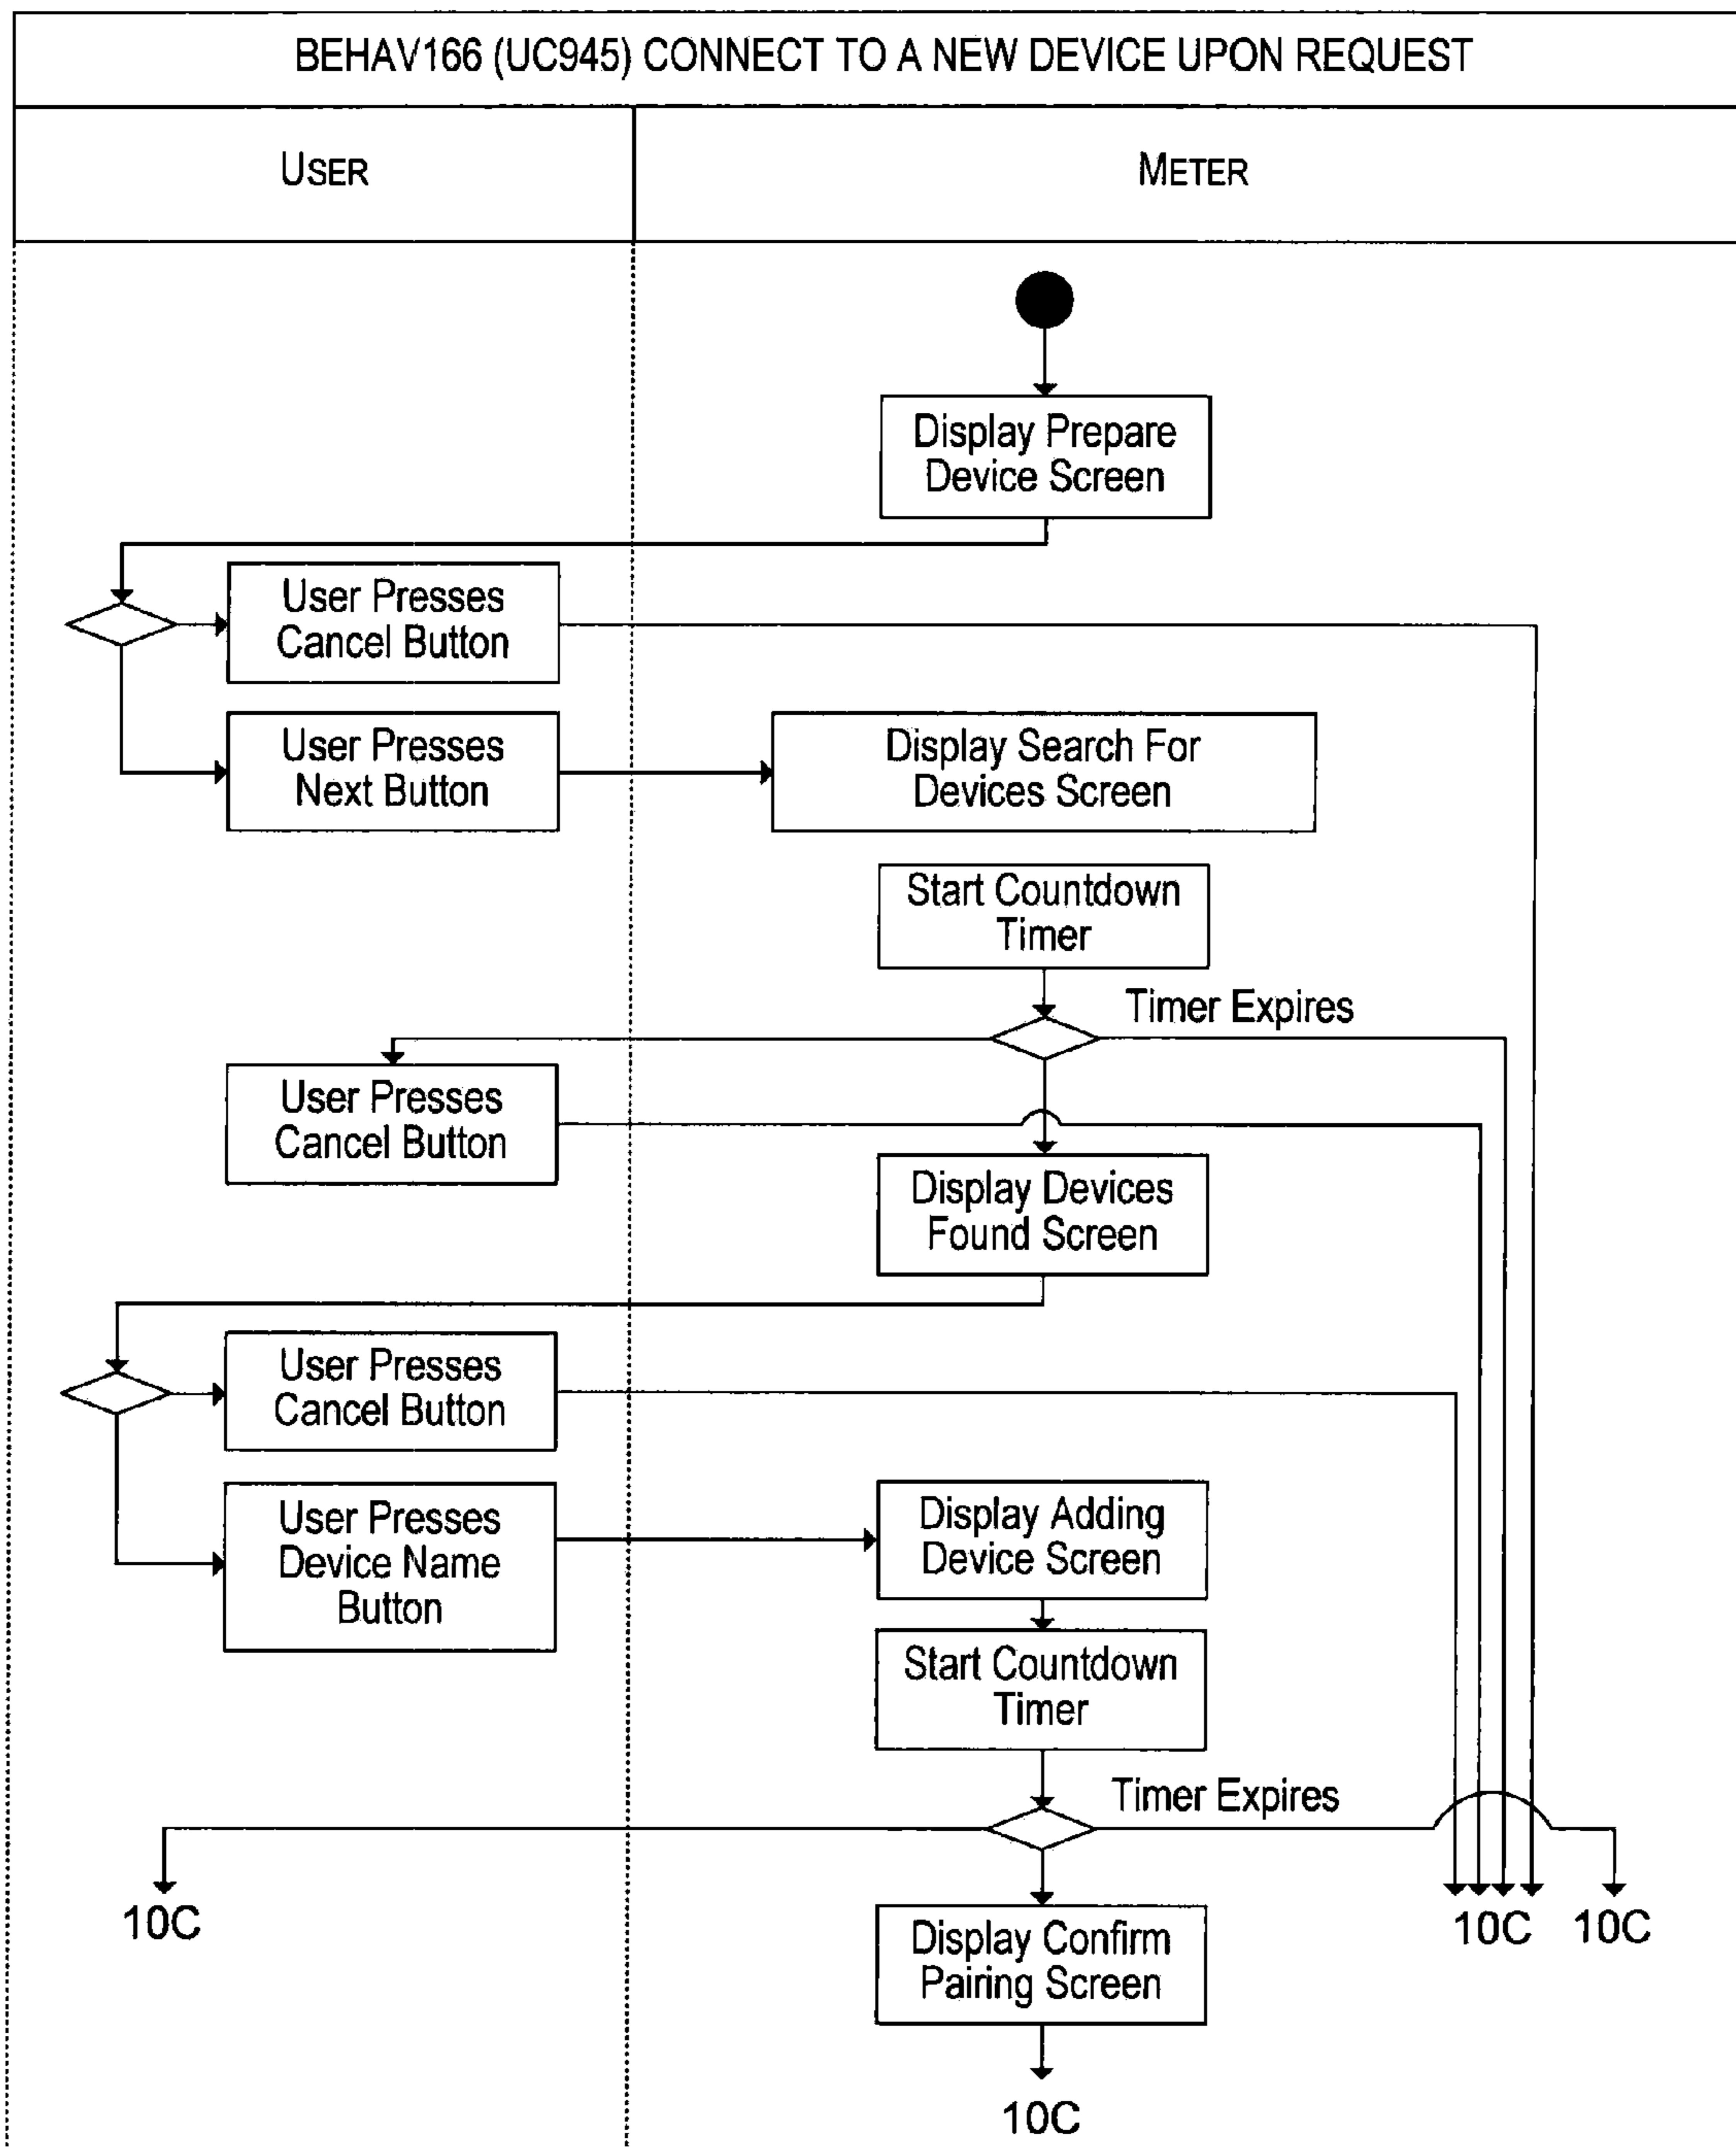 BEHAV166 (UC945) CONNECT TO A NEW DEVICE UPON REQUEST
USER
METER
Display Prepare
Device Screen
User Presses
Cancel Button
User Presses
Next Button
Display Search For
Devices Screen
Start Countdown
Timer
Timer Expires
User Presses
Cancel Button
Display Devices
Found Screen
User Presses
Cancel Button
User Presses
Device Name
Button
Display Adding
Device Screen
Start Countdown
Timer
Timer Expires
10C
Display Confirm
Pairing Screen
10C
10C
10C